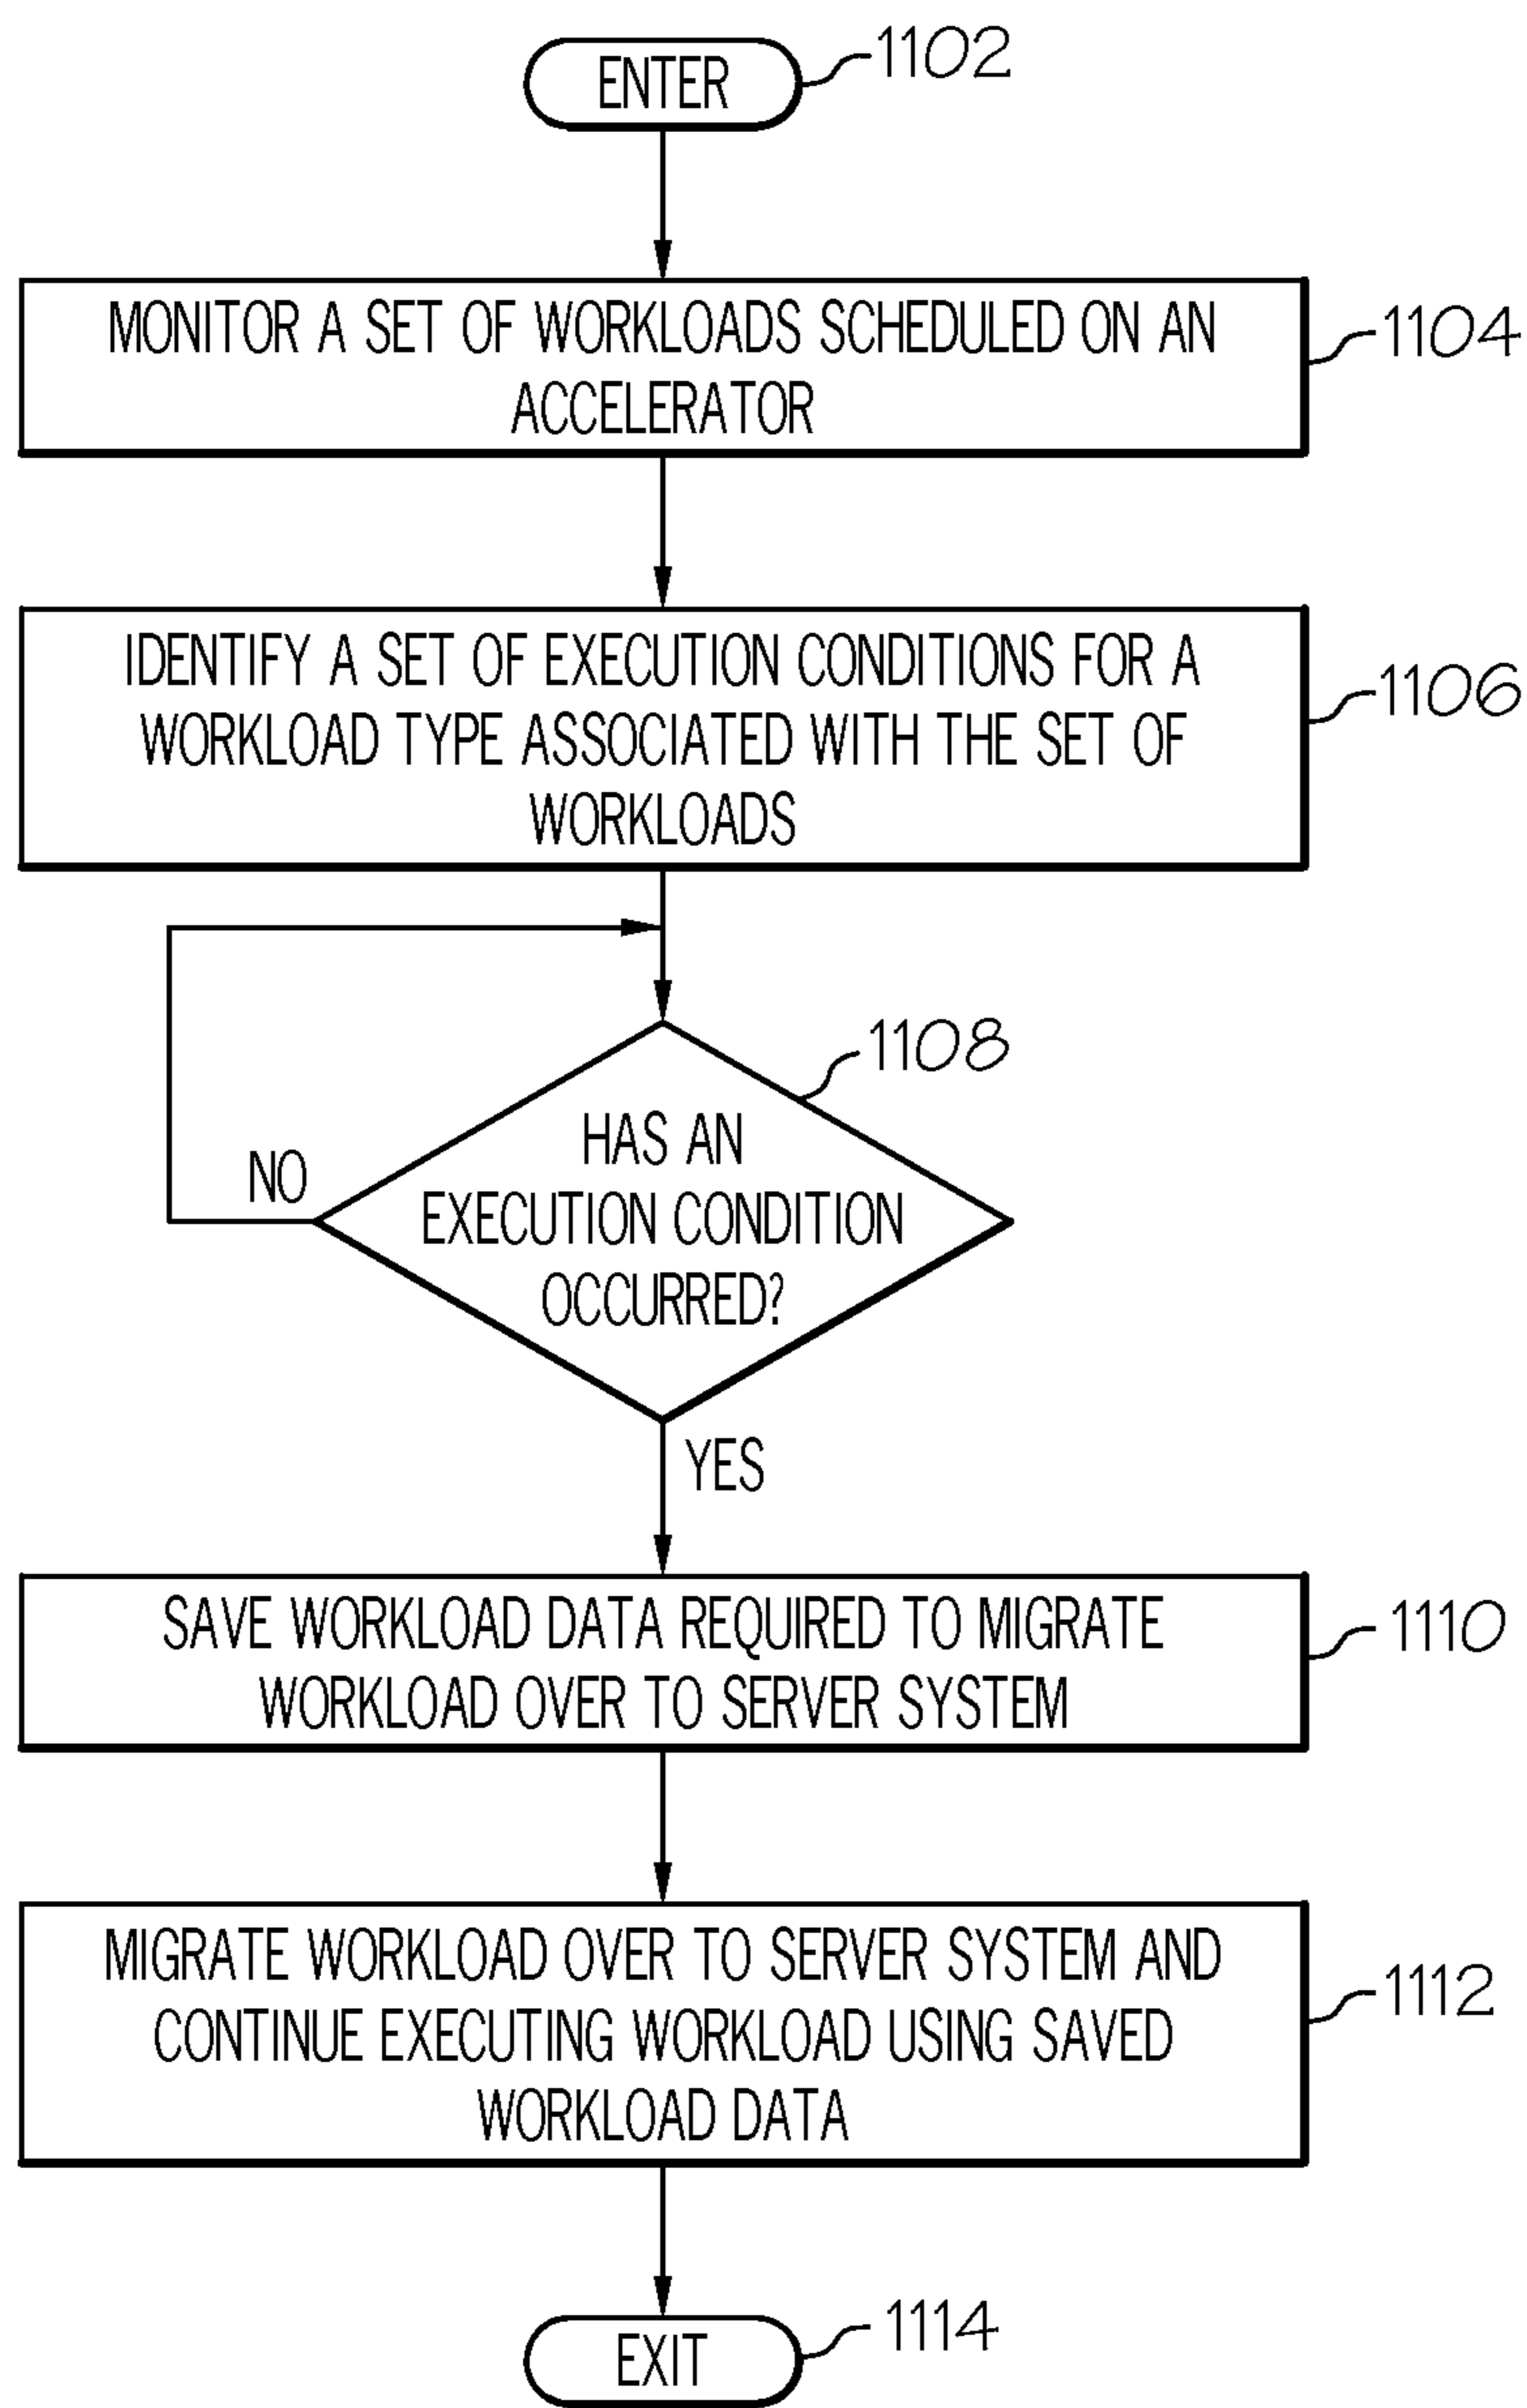 ENTER
1102
MONITOR A SET OF WORKLOADS SCHEDULED ON AN
ACCELERATOR
1104
IDENTIFY A SET OF EXECUTION CONDITIONS FOR A
WORKLOAD TYPE ASSOCIATED WITH THE SET OF
WORKLOADS
1106
1108
HAS AN
EXECUTION CONDITION
OCCURRED?
NO
YES
SAVE WORKLOAD DATA REQUIRED TO MIGRATE
WORKLOAD OVER TO SERVER SYSTEM
1110
MIGRATE WORKLOAD OVER TO SERVER SYSTEM AND
CONTINUE EXECUTING WORKLOAD USING SAVED
WORKLOAD DATA
1112
EXIT
1114